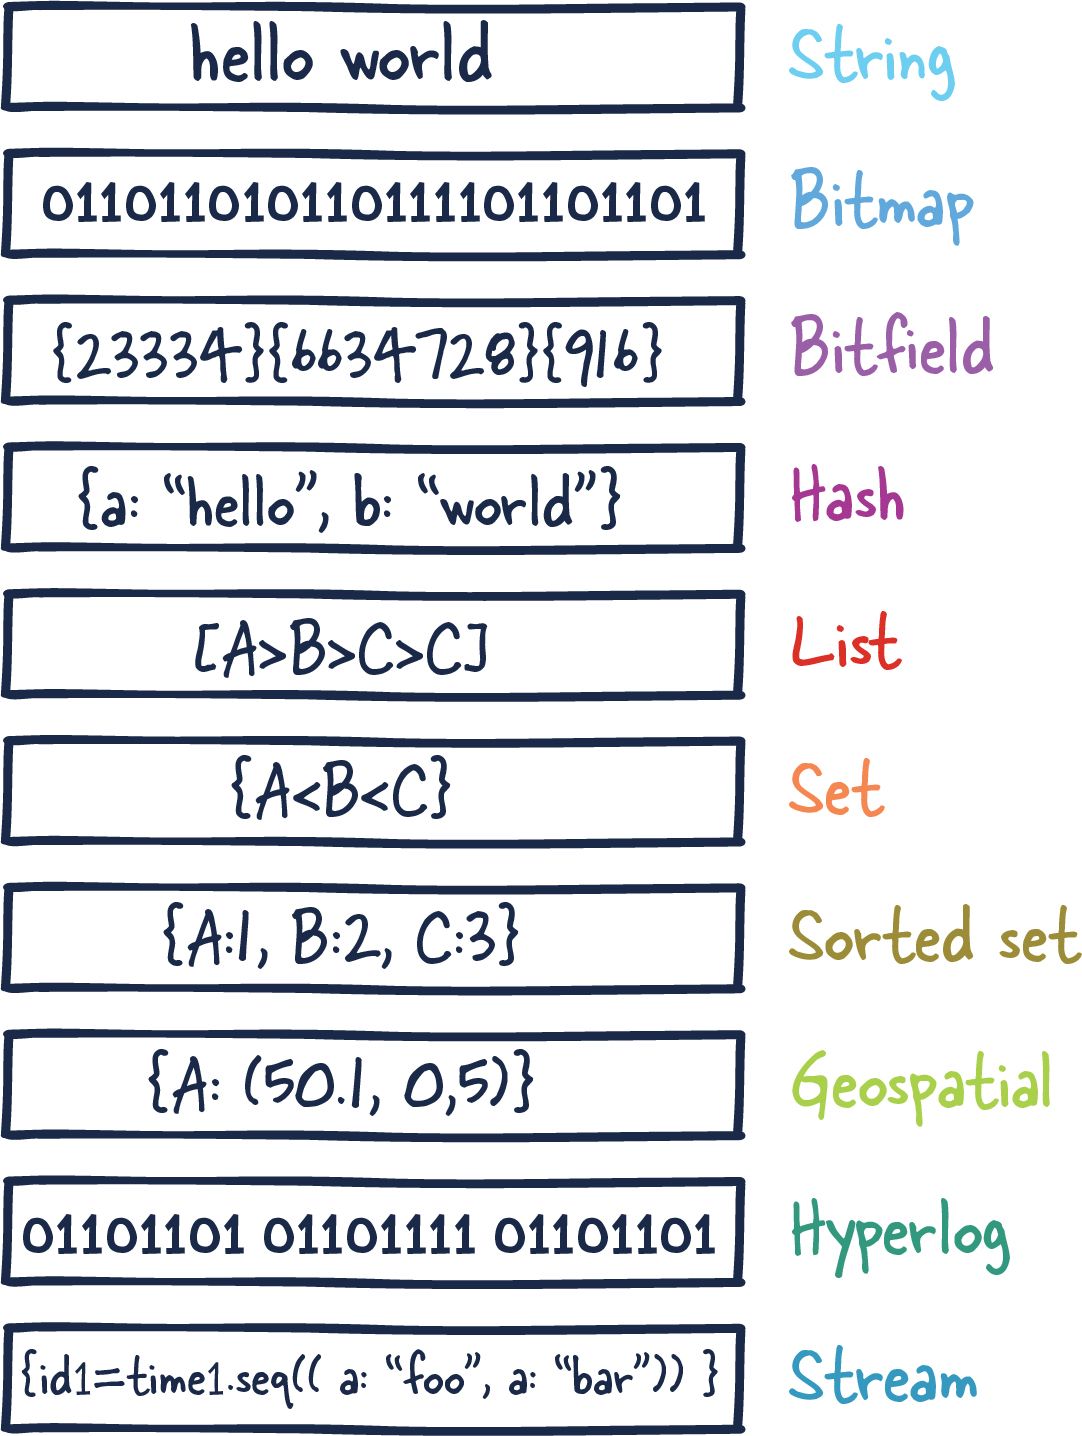 hello world String
011011010110111101101101 Bitmap
{23334}{6634728}{916} Bitfield
{a: “hello”, b: “world”} Hash
[A>B>C>C] List
{A<B<C} Set
{A:1, B:2, C:3} Sorted set
{A: (50.1, 0,5)} Geospatial
01101101 01101111 01101101 Hyperlog
{id1=time1.seq(( a: “foo”, a: “bar”)) } Stream